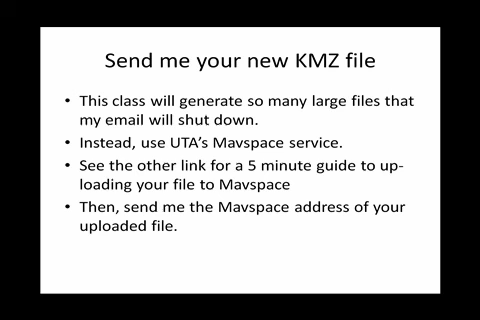 Send me your new KMZ file
• This class will generate so many large files that
my email will shut down.
• Instead, use UTA's Mavspace service.
• See the other link for a 5 minute guide to up-
loading your file to Mavspace
• Then, send me the Mavspace address of your
uploaded file.